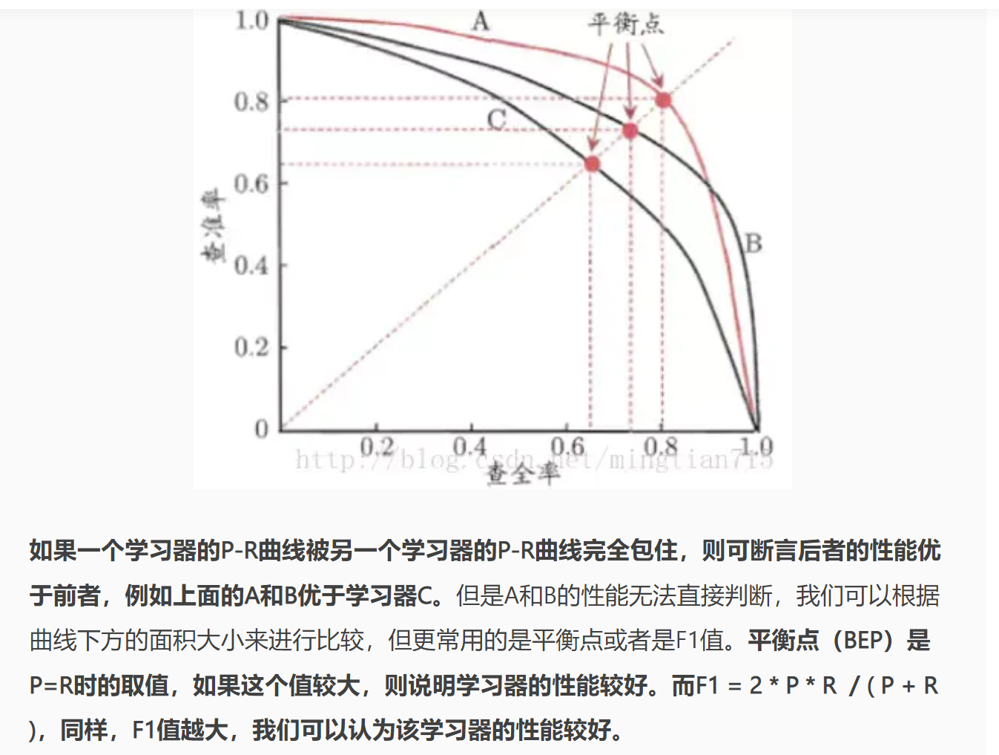 1.0
A
平衡点
0.8
C
0.6
查准率
B
0.4
0.2
0
0.2
0.4
0.6
0.8
1.0
http://blog.csdn.net/mingtian715
查全率
如果一个学习器的P-R曲线被另一个学习器的P-R曲线完全包住，则可断言后者的性能优
于前者，例如上面的A和B优于学习器C。但是A和B的性能无法直接判断，我们可以根据
曲线下方的面积大小来进行比较，但更常用的是平衡点或者是F1值。平衡点（BEP）是
P=R时的取值，如果这个值较大，则说明学习器的性能较好。而F1 = 2 * P * R / ( P + R
)，同样，F1值越大，我们可以认为该学习器的性能较好。